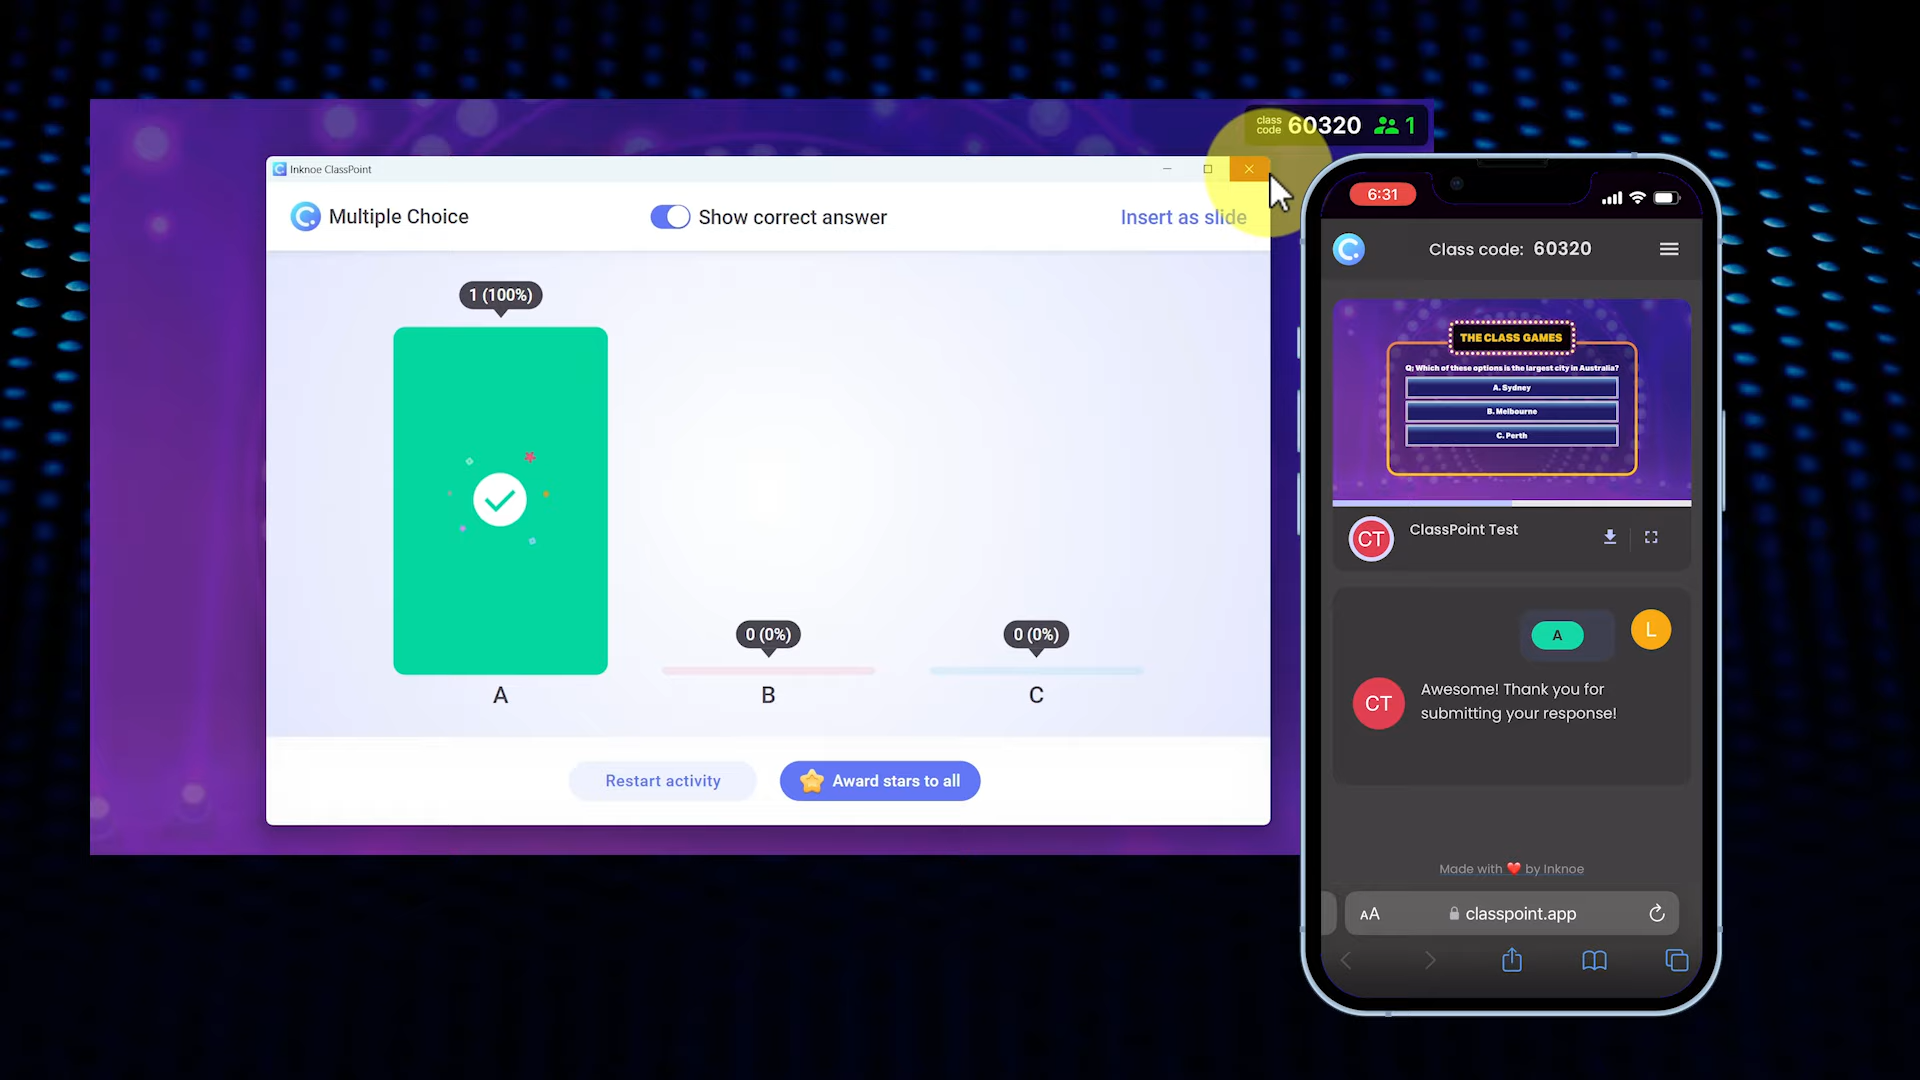 class
code
60320
1
Inknoe ClassPoint
Multiple Choice
Show correct answer
Insert as slide
1 (100%)
0 (0%)
0 (0%)
A
B
C
Restart activity
Award stars to all
6:31
Class code: 60320
THE CLASS GAMES
Q: Which of these options is the largest city in Australia?
A. Sydney
B. Melbourne
C. Perth
CT
ClassPoint Test
A
L
CT
Awesome! Thank you for
submitting your response!
Made with ❤️ by Inknoe
AA
classpoint.app